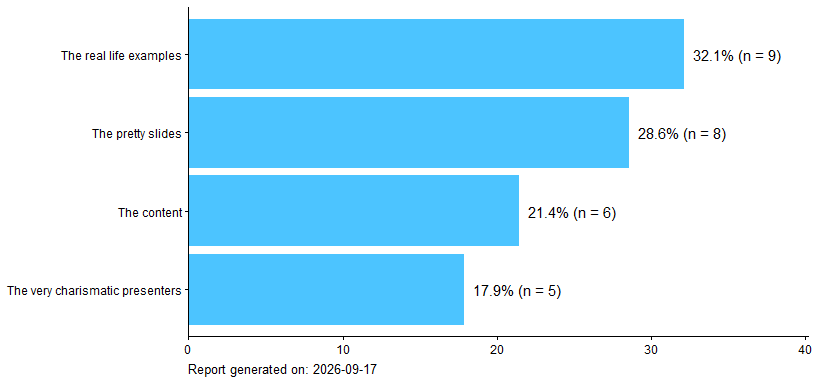 The real life examples
32.1% (n = 9)
The pretty slides
28.6% (n = 8)
The content
21.4% (n = 6)
The very charismatic presenters
17.9% (n = 5)
0 10 20 30 40
Report generated on: 2026-09-17